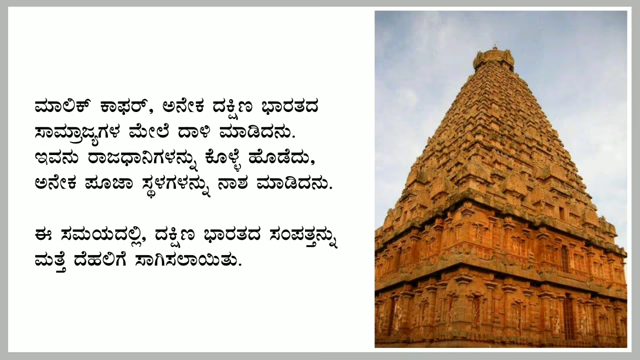 ಮಾಲಿಕ್ ಕಾಫರ್, ಅನೇಕ ದಕ್ಷಿಣ ಭಾರತದ
ಸಾಮ್ರಾಜ್ಯಗಳ ಮೇಲೆ ದಾಳಿ ಮಾಡಿದನು.
ಇವನು ರಾಜಧಾನಿಗಳನ್ನು ಕೊಳ್ಳೆ ಹೊಡೆದು,
ಅನೇಕ ಪೂಜಾ ಸ್ಥಳಗಳನ್ನು ನಾಶ ಮಾಡಿದನು.
ಈ ಸಮಯದಲ್ಲಿ, ದಕ್ಷಿಣ ಭಾರತದ ಸಂಪತ್ತನ್ನು
ಮತ್ತೆ ದೆಹಲಿಗೆ ಸಾಗಿಸಲಾಯಿತು.